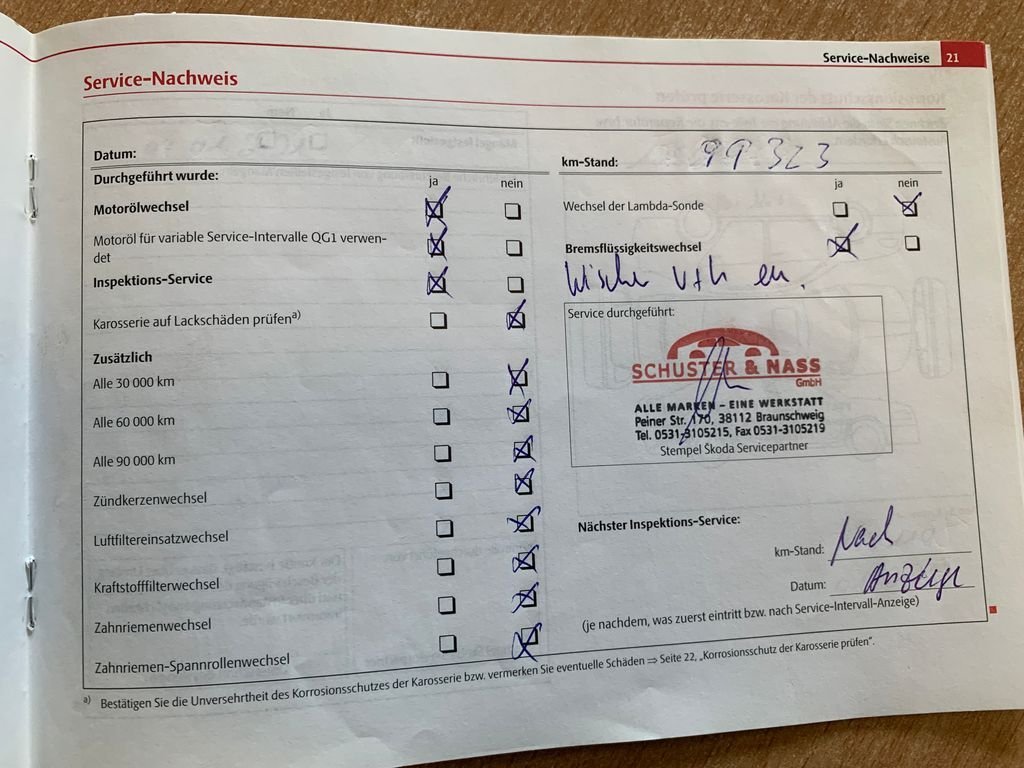 Service-Nachweise 21
Service-Nachweis
Datum:
km-Stand: 99323
Durchgeführt wurde:
ja nein
Motorölwechsel
Motoröl für variable Service-Intervalle QG1 verwen-
det
Inspektions-Service
Karosserie auf Lackschäden prüfen a)
Zusätzlich
Alle 30 000 km
Alle 60 000 km
Alle 90 000 km
Zündkerzenwechsel
Luftfiltereinsatzwechsel
Kraftstofffilterwechsel
Zahnriemenwechsel
Zahnriemen-Spannrollenwechsel
ja nein
Wechsel der Lambda-Sonde
Bremsflüssigkeitswechsel
Wischer en.
Service durchgeführt:
SCHUSTER & NASS
GmbH
ALLE MARKEN – EINE WERKSTATT
Peiner Str. 170, 38112 Braunschweig
Tel. 0531-3105215, Fax 0531-3105219
Stempel Škoda Servicepartner
Nächster Inspektions-Service:
km-Stand: Nach
Datum: Anzeige
(je nachdem, was zuerst eintritt bzw. nach Service-Intervall-Anzeige)
a) Bestätigen Sie die Unversehrtheit des Korrosionsschutzes der Karosserie bzw. vermerken Sie eventuelle Schäden ⇒ Seite 22, „Korrosionsschutz der Karosserie prüfen“.